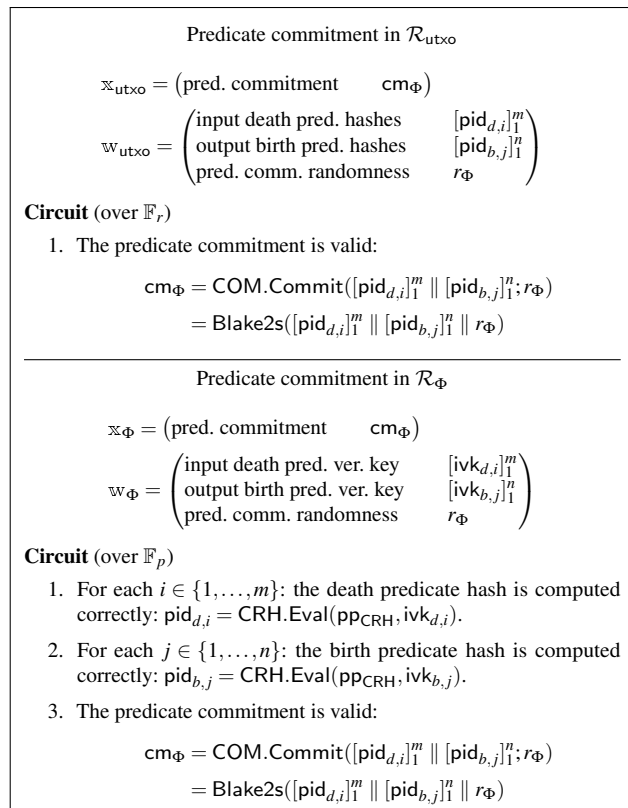 Predicate commitment in ℛ_utxo
𝕩_utxo = (pred. commitment cm_Φ)
𝕨_utxo = (input death pred. hashes [pid_{d,i}]_1^m
output birth pred. hashes [pid_{b,j}]_1^n
pred. comm. randomness r_Φ)
Circuit (over 𝔽_r)
1. The predicate commitment is valid:
cm_Φ = COM.Commit([pid_{d,i}]_1^m ∥ [pid_{b,j}]_1^n; r_Φ)
= Blake2s([pid_{d,i}]_1^m ∥ [pid_{b,j}]_1^n ∥ r_Φ)
Predicate commitment in ℛ_Φ
𝕩_Φ = (pred. commitment cm_Φ)
𝕨_Φ = (input death pred. ver. key [ivk_{d,i}]_1^m
output birth pred. ver. key [ivk_{b,j}]_1^n
pred. comm. randomness r_Φ)
Circuit (over 𝔽_p)
1. For each i ∈ {1,...,m}: the death predicate hash is computed
correctly: pid_{d,i} = CRH.Eval(pp_CRH, ivk_{d,i}).
2. For each j ∈ {1,...,n}: the birth predicate hash is computed
correctly: pid_{b,j} = CRH.Eval(pp_CRH, ivk_{b,j}).
3. The predicate commitment is valid:
cm_Φ = COM.Commit([pid_{d,i}]_1^m ∥ [pid_{b,j}]_1^n; r_Φ)
= Blake2s([pid_{d,i}]_1^m ∥ [pid_{b,j}]_1^n ∥ r_Φ)